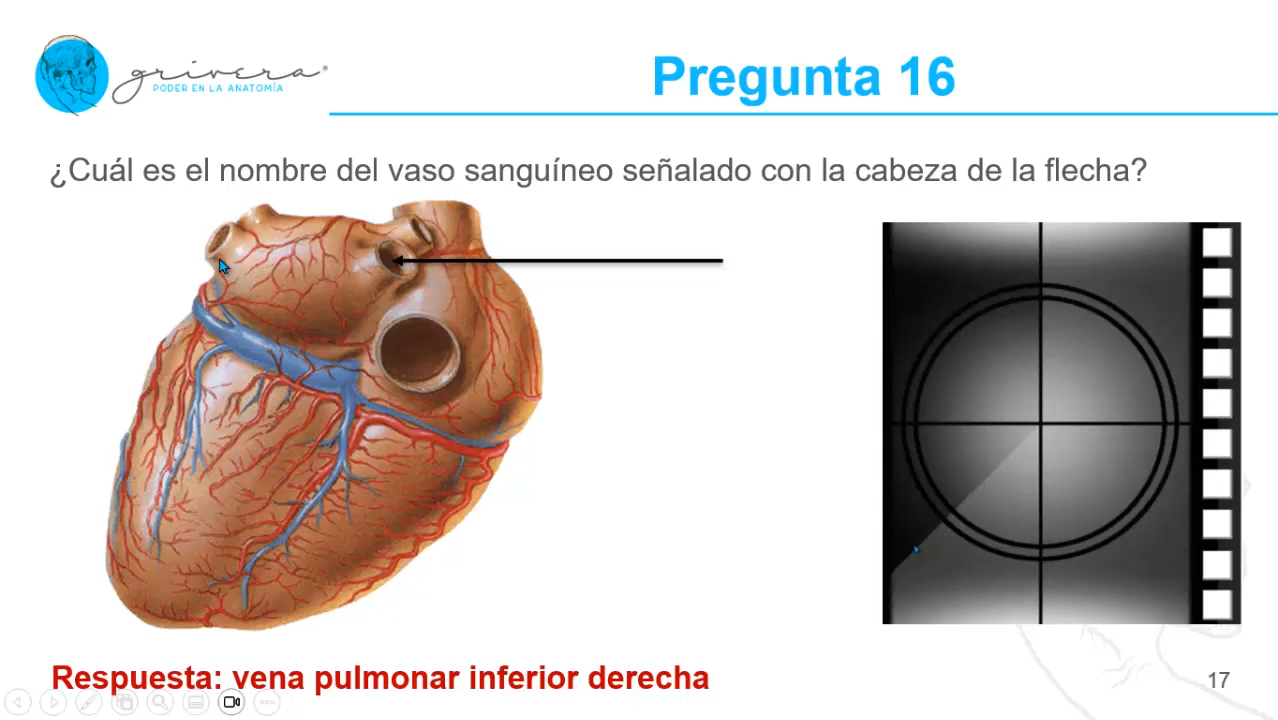 grivera®
PODER EN LA ANATOMÍA
Pregunta 16
¿Cuál es el nombre del vaso sanguíneo señalado con la cabeza de la flecha?
Respuesta: vena pulmonar inferior derecha
17